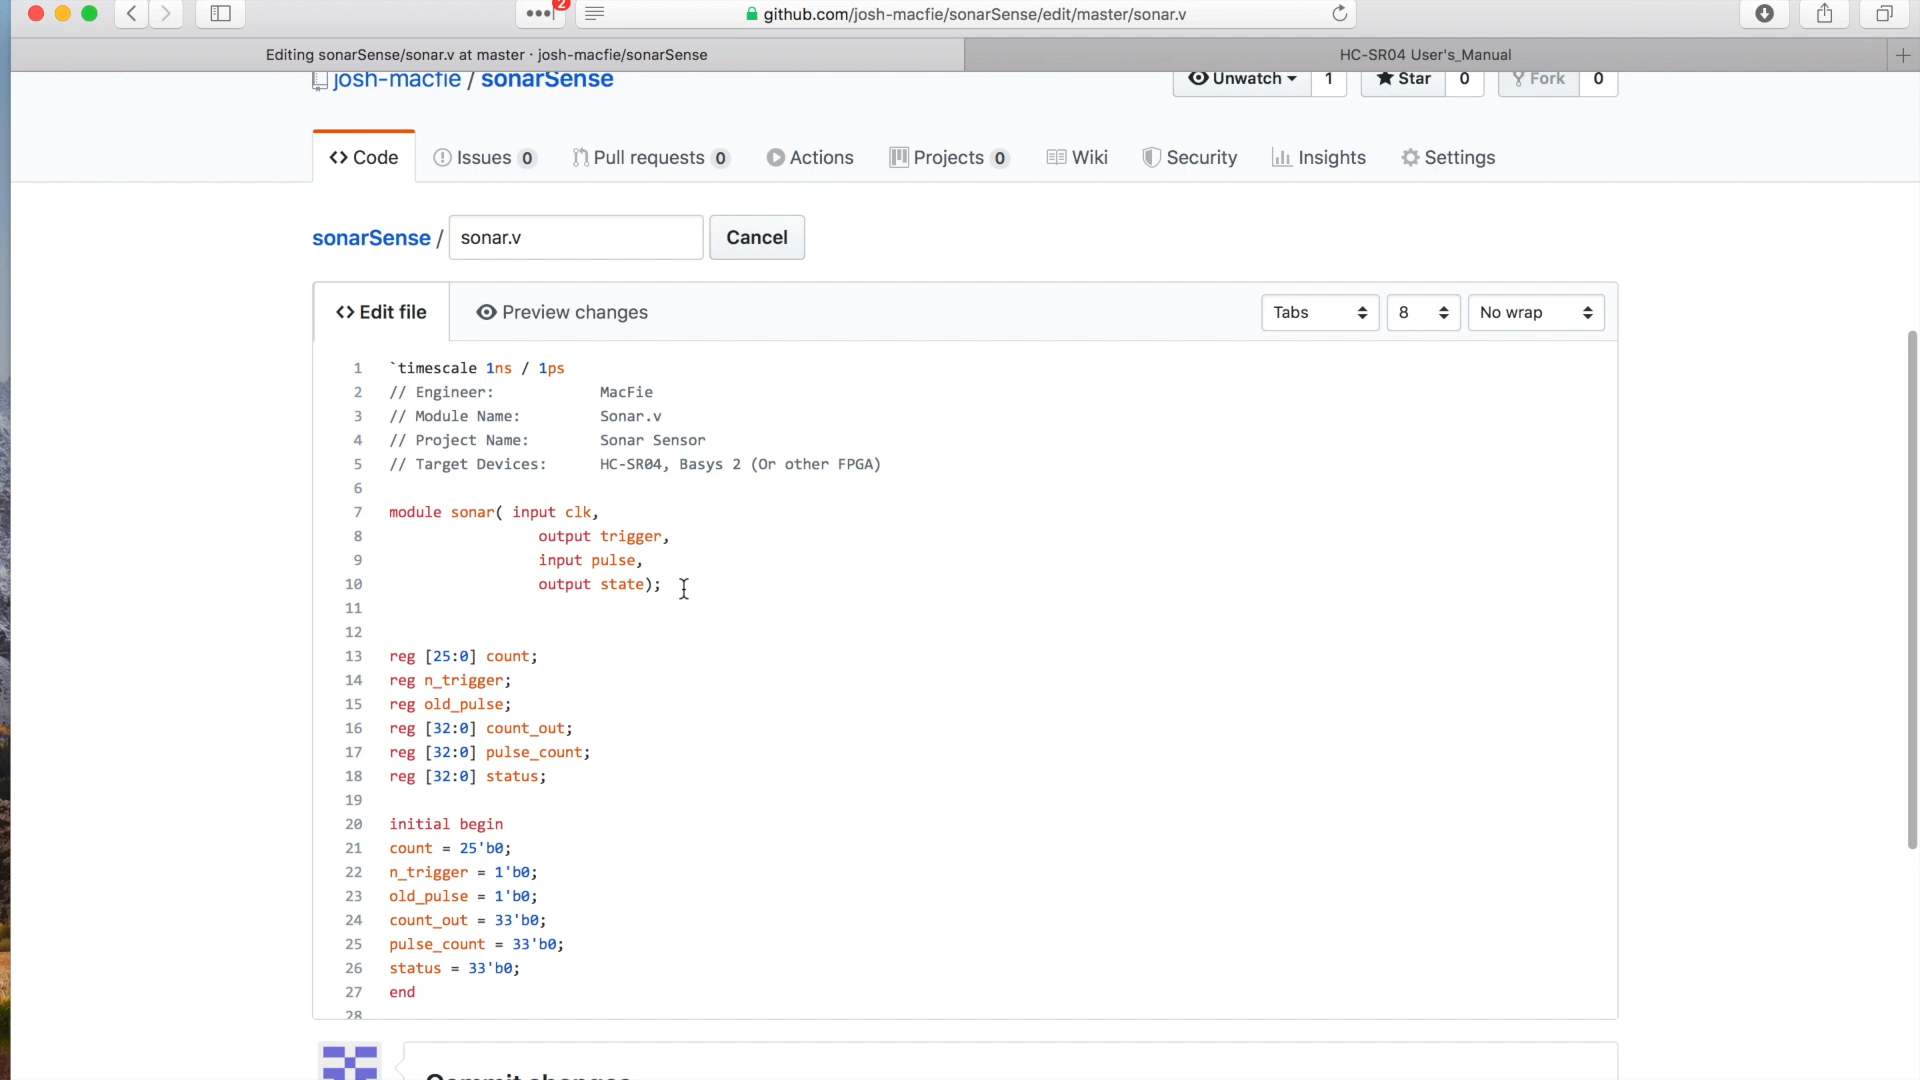 2
github.com/josh-macfie/sonarSense/edit/master/sonar.v
Editing sonarSense/sonar.v at master · josh-macfie/sonarSense
HC-SR04 User's_Manual
josh-macfie / sonarSense
Unwatch 1
Star 0
Fork 0
Code
Issues 0
Pull requests 0
Actions
Projects 0
Wiki
Security
Insights
Settings
sonarSense / sonar.v
Cancel
<> Edit file
Preview changes
Tabs
8
No wrap
1 `timescale 1ns / 1ps
2 // Engineer: MacFie
3 // Module Name: Sonar.v
4 // Project Name: Sonar Sensor
5 // Target Devices: HC-SR04, Basys 2 (Or other FPGA)
6
7 module sonar( input clk,
8 output trigger,
9 input pulse,
10 output state);
11
12
13 reg [25:0] count;
14 reg n_trigger;
15 reg old_pulse;
16 reg [32:0] count_out;
17 reg [32:0] pulse_count;
18 reg [32:0] status;
19
20 initial begin
21 count = 25'b0;
22 n_trigger = 1'b0;
23 old_pulse = 1'b0;
24 count_out = 33'b0;
25 pulse_count = 33'b0;
26 status = 33'b0;
27 end
28
Commit changes